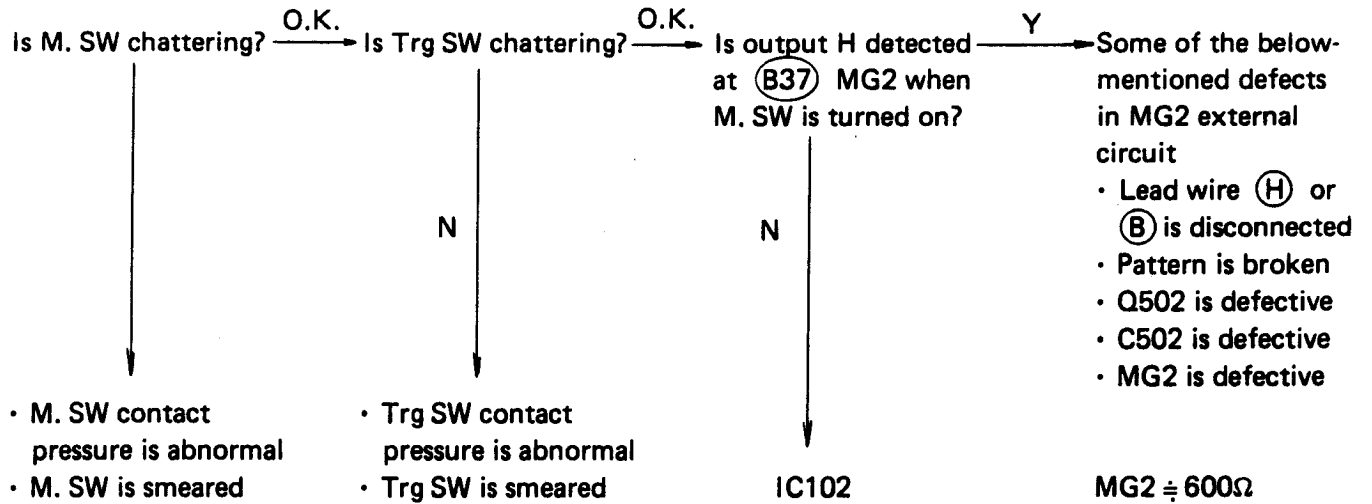 Is M. SW chattering?
O.K.
Is Trg SW chattering?
O.K.
Is output H detected
at B37 MG2 when
M. SW is turned on?
Y
Some of the below-
mentioned defects
in MG2 external
circuit
· Lead wire H or
B is disconnected
· Pattern is broken
· Q502 is defective
· C502 is defective
· MG2 is defective
N
N
· M. SW contact
pressure is abnormal
· M. SW is smeared
· Trg SW contact
pressure is abnormal
· Trg SW is smeared
IC102
MG2 ≑ 600Ω